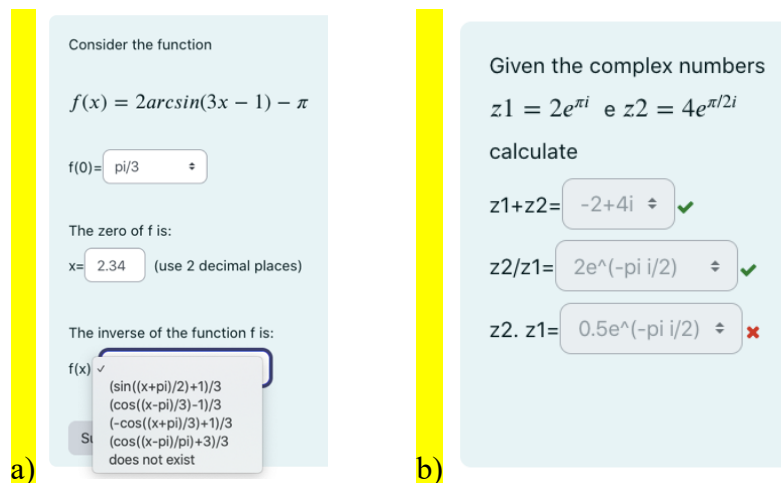 Consider the function
f(x) = 2arcsin(3x − 1) − π
f(0)= pi/3
The zero of f is:
x= 2.34 (use 2 decimal places)
The inverse of the function f is:
f(x) ✓
(sin((x+pi)/2)+1)/3
(cos((x-pi)/3)-1)/3
(-cos((x+pi)/3)+1)/3
(cos((x-pi)/pi)+3)/3
does not exist
a)
Given the complex numbers
z1 = 2e^{πi} e z2 = 4e^{π/2i}
calculate
z1+z2= -2+4i ✔
z2/z1= 2e^(-pi i/2) ✔
z2. z1= 0.5e^(-pi i/2) ✖
b)